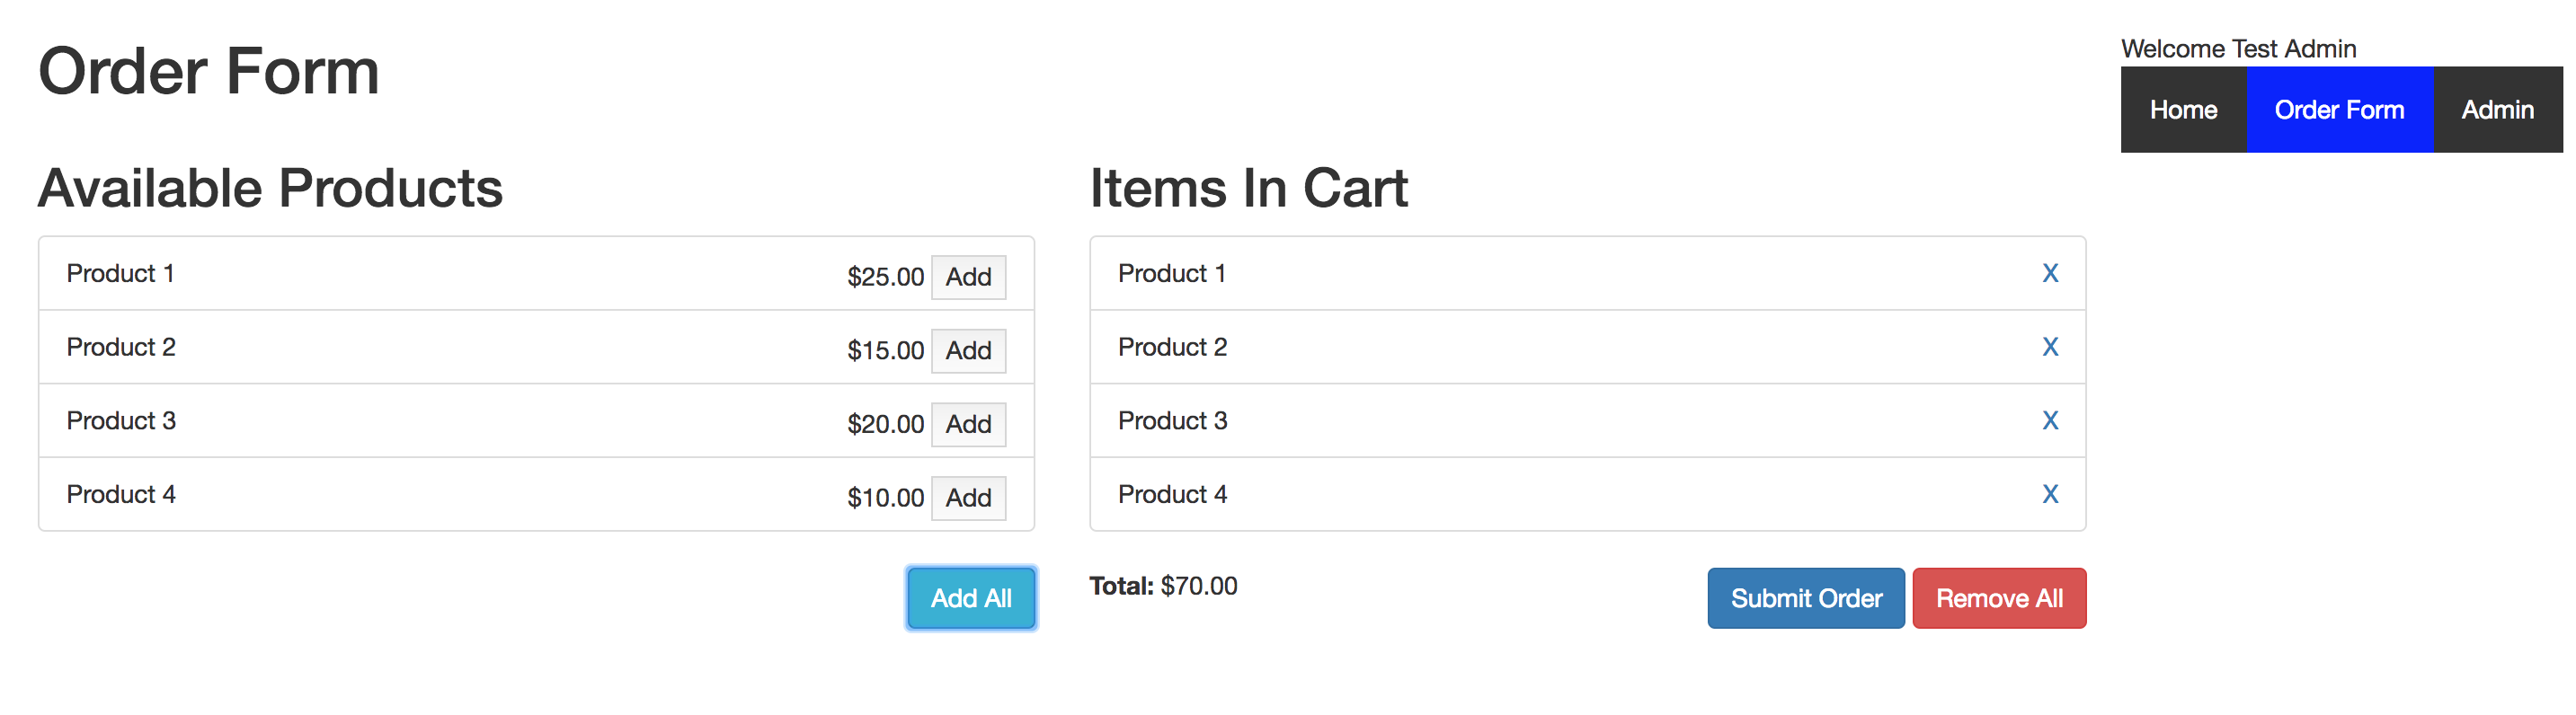 Order Form
Welcome Test Admin
Home Order Form Admin
Available Products
Product 1 $25.00 Add
Product 2 $15.00 Add
Product 3 $20.00 Add
Product 4 $10.00 Add
Add All
Items In Cart
Product 1 X
Product 2 X
Product 3 X
Product 4 X
Total: $70.00 Submit Order Remove All